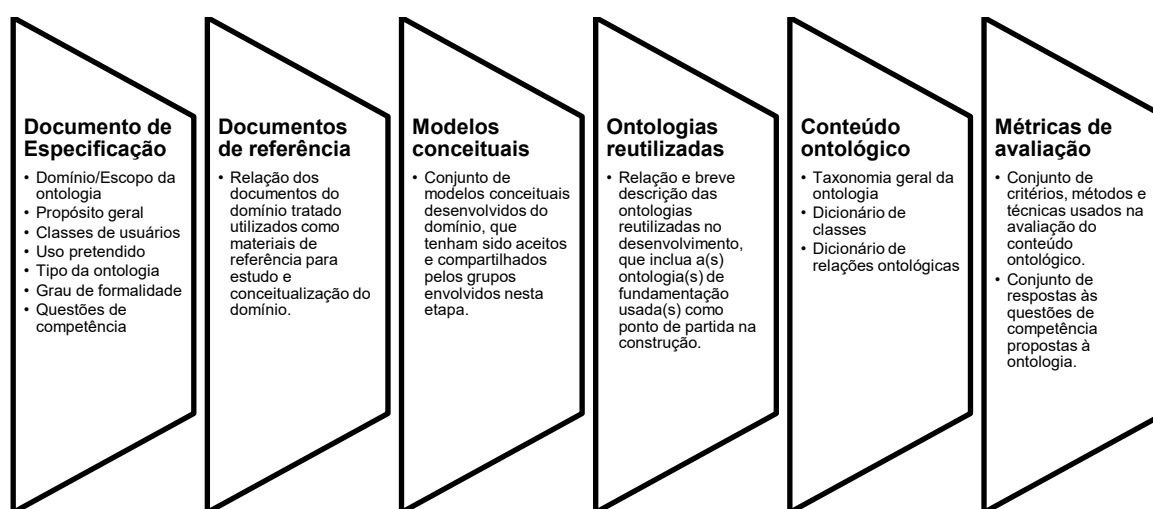 Documento de
Especificação
• Domínio/Escopo da
ontologia
• Propósito geral
• Classes de usuários
• Uso pretendido
• Tipo da ontologia
• Grau de formalidade
• Questões de
competência
Documentos
de referência
• Relação dos
documentos do
domínio tratado
utilizados como
materiais de
referência para
estudo e
conceitualização do
domínio.
Modelos
conceituais
• Conjunto de
modelos conceituais
desenvolvidos do
domínio, que
tenham sido aceitos
e compartilhados
pelos grupos
envolvidos nesta
etapa.
Ontologias
reutilizadas
• Relação e breve
descrição das
ontologias
reutilizadas no
desenvolvimento,
que inclua a(s)
ontologia(s) de
fundamentação
usada(s) como
ponto de partida na
construção.
Conteúdo
ontológico
• Taxonomia geral da
ontologia
• Dicionário de
classes
• Dicionário de
relações ontológicas
Métricas de
avaliação
• Conjunto de
critérios, métodos e
técnicas usados na
avaliação do
conteúdo
ontológico.
• Conjunto de
respostas às
questões de
competência
propostas à
ontologia.